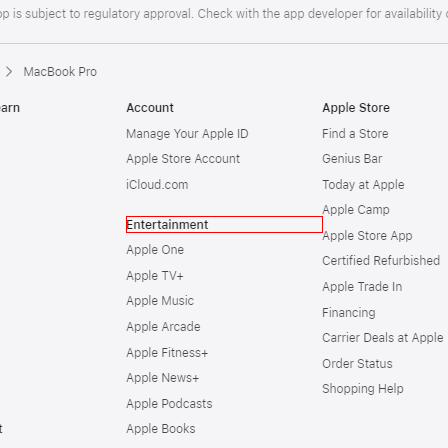 pp is subject to regulatory approval. Check with the app developer for availability
MacBook Pro
Account
Manage Your Apple ID
Apple Store Account
iCloud.com
Entertainment
Apple One
Apple TV+
Apple Music
Apple Arcade
Apple Fitness+
Apple News+
Apple Podcasts
Apple Books
Apple Store
Find a Store
Genius Bar
Today at Apple
Apple Camp
Apple Store App
Certified Refurbished
Apple Trade In
Financing
Carrier Deals at Apple
Order Status
Shopping Help